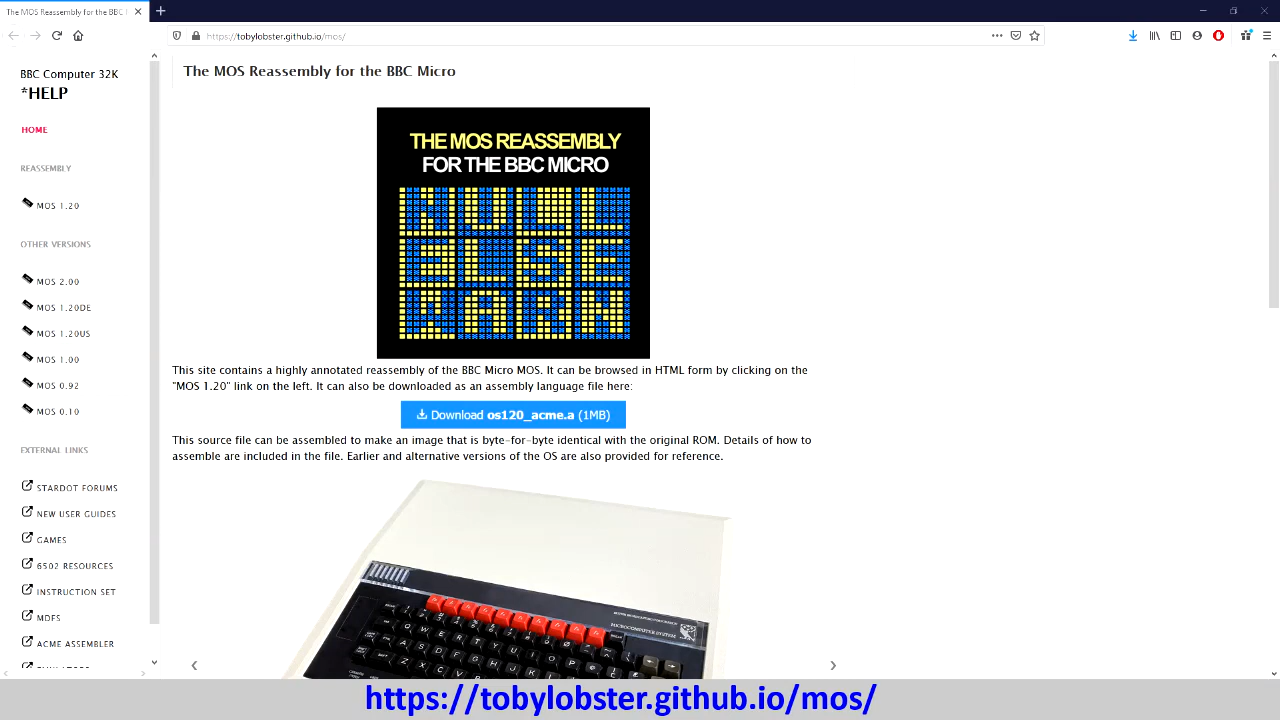 The MOS Reassembly for the BBC
https://tobylobster.github.io/mos/
BBC Computer 32K
*HELP
HOME
REASSEMBLY
MOS 1.20
OTHER VERSIONS
MOS 2.00
MOS 1.20DE
MOS 1.20US
MOS 1.00
MOS 0.92
MOS 0.10
EXTERNAL LINKS
STARDOT FORUMS
NEW USER GUIDES
GAMES
6502 RESOURCES
INSTRUCTION SET
MDFS
ACME ASSEMBLER
The MOS Reassembly for the BBC Micro
THE MOS REASSEMBLY
FOR THE BBC MICRO
This site contains a highly annotated reassembly of the BBC Micro MOS. It can be browsed in HTML form by clicking on the
"MOS 1.20" link on the left. It can also be downloaded as an assembly language file here:
Download os120_acme.a (1MB)
This source file can be assembled to make an image that is byte-for-byte identical with the original ROM. Details of how to
assemble are included in the file. Earlier and alternative versions of the OS are also provided for reference.
MICROCOMPUTER SYSTEM
Q W E R T Y U I O P
A S D F G H J K L
Z X C V
https://tobylobster.github.io/mos/